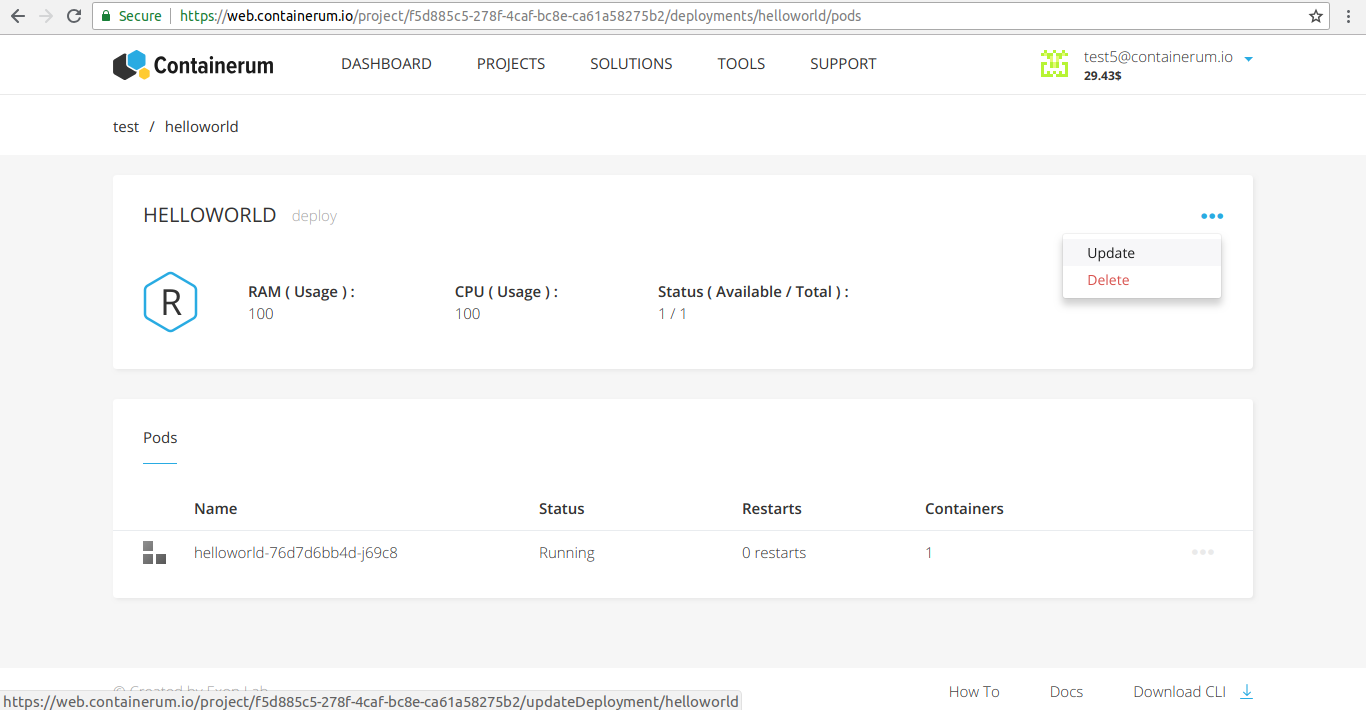 Secure | https://web.containerum.io/project/f5d885c5-278f-4caf-bc8e-ca61a58275b2/deployments/helloworld/pods
Containerum DASHBOARD PROJECTS SOLUTIONS TOOLS SUPPORT test5@containerum.io
29.43$
test / helloworld
HELLOWORLD deploy
Update
Delete
R
RAM ( Usage ) : CPU ( Usage ) : Status ( Available / Total ) :
100 100 1 / 1
Pods
Name Status Restarts Containers
helloworld-76d7d6bb4d-j69c8 Running 0 restarts 1
© Created by Exon Lab How To Docs Download CLI
https://web.containerum.io/project/f5d885c5-278f-4caf-bc8e-ca61a58275b2/updateDeployment/helloworld